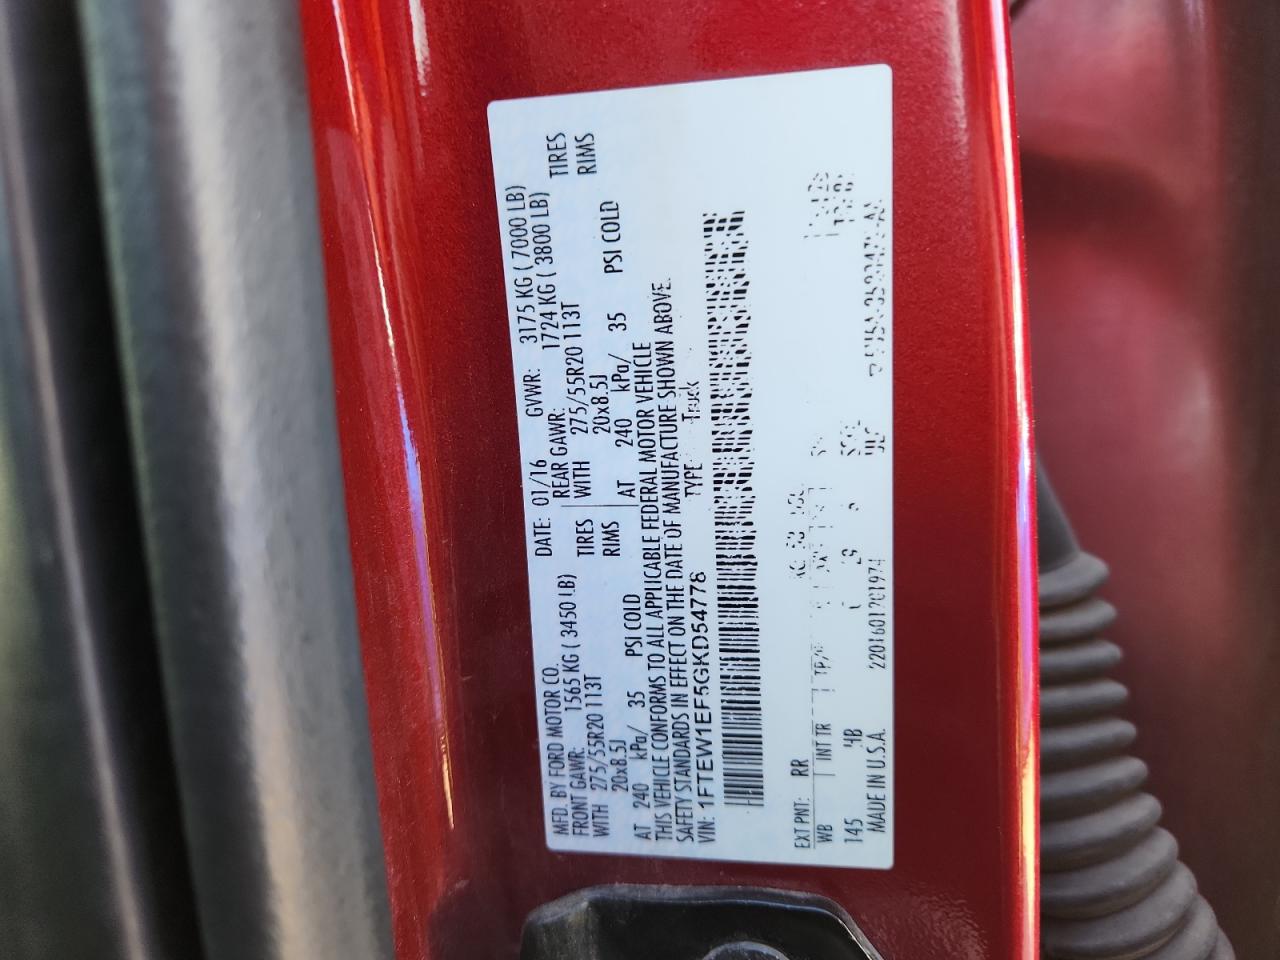 MFD. BY FORD MOTOR CO. DATE: 01/16 GVWR: 3175 KG ( 7000 LB)
FRONT GAWR: 1565 KG ( 3450 LB) REAR GAWR: 1724 KG ( 3800 LB)
WITH 275/55R20 113T TIRES WITH 275/55R20 113T TIRES
20x8.5J RIMS 20x8.5J RIMS
AT 240 kPa/ 35 PSI COLD AT 240 kPa/ 35 PSI COLD
THIS VEHICLE CONFORMS TO ALL APPLICABLE FEDERAL MOTOR VEHICLE
SAFETY STANDARDS IN EFFECT ON THE DATE OF MANUFACTURE SHOWN ABOVE.
VIN: 1FTEW1EF5GKD54778 TYPE: Truck
EXT PNT: RR
WB INT TR
145
MADE IN U.S.A. 2201601201974